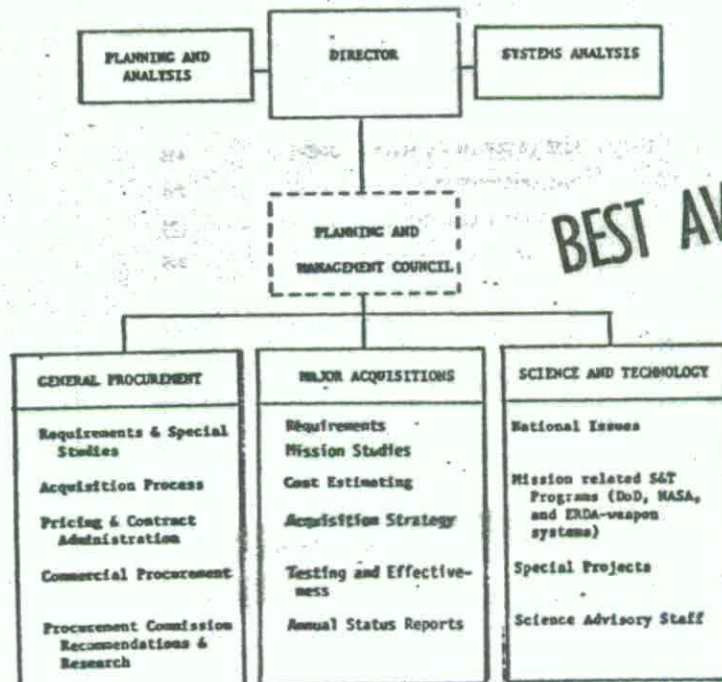 PLANNING AND
ANALYSIS
DIRECTOR
SYSTEMS ANALYSIS
PLANNING AND
MANAGEMENT COUNCIL
BEST AV
GENERAL PROCUREMENT
Requirements & Special
Studies
Acquisition Process
Pricing & Contract
Administration
Commercial Procurement
Procurement Commission
Recommendations &
Research
MAJOR ACQUISITIONS
Requirements
Mission Studies
Cost Estimating
Acquisition Strategy
Testing and Effective-
ness
Annual Status Reports
SCIENCE AND TECHNOLOGY
National Issues
Mission related S&T
Programs (DoD, NASA,
and ERDA-weapon
systems)
Special Projects
Science Advisory Staff